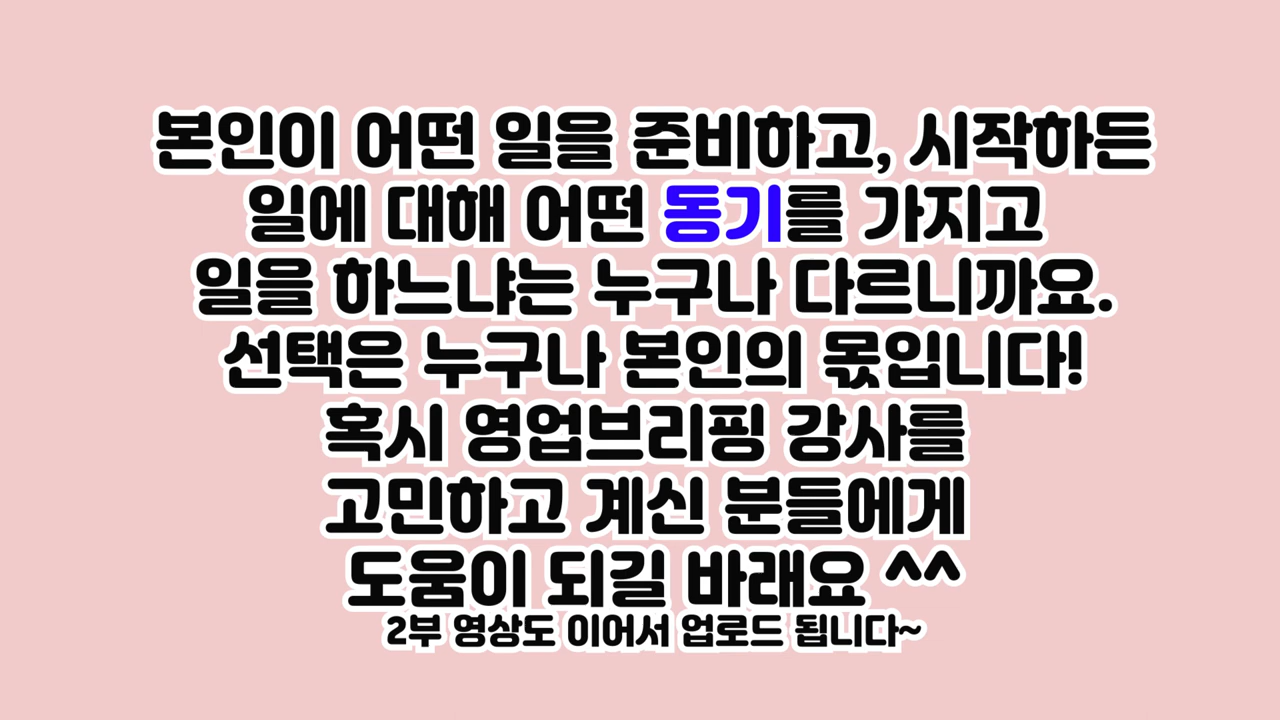 본인이 어떤 일을 준비하고, 시작하든
일에 대해 어떤 동기를 가지고
일을 하느냐는 누구나 다르니까요.
선택은 누구나 본인의 몫입니다!
혹시 영업브리핑 강사를
고민하고 계신 분들에게
도움이 되길 바래요 ^^
2부 영상도 이어서 업로드 됩니다~